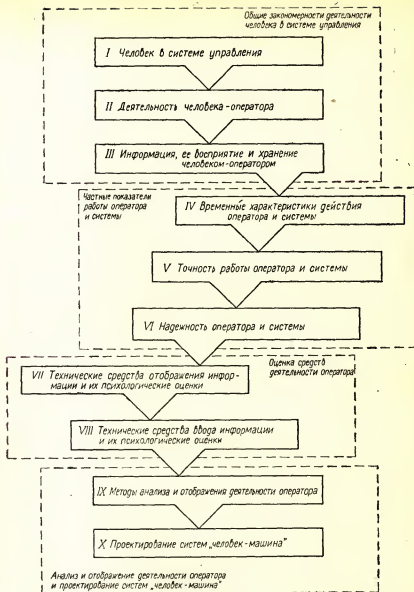 Общие закономерности деятельности
человека в системе управления
I Человек в системе управления
II Деятельность человека-оператора
III Информация, ее восприятие и хранение
человеком-оператором
Частные показатели
работы оператора
и системы
IV Временные характеристики действия
оператора и системы
V Точность работы оператора и системы
VI Надежность оператора и системы
Оценка средств
деятельности оператора
VII Технические средства отображения инфор-
мации и их психологические оценки
VIII Технические средства ввода информации
и их психологические оценки
IX Методы анализа и отображения деятельности оператора
X Проектирование систем „человек-машина"
Анализ и отображение деятельности оператора
и проектирование систем „человек-машина"